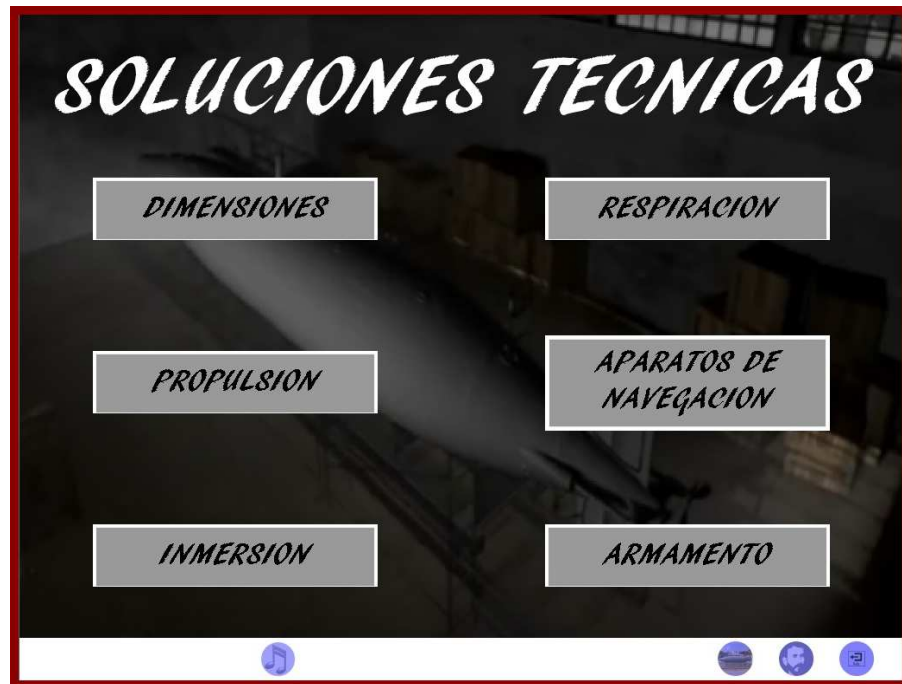 SOLUCIONES TECNICAS
DIMENSIONES
RESPIRACION
PROPULSION
APARATOS DE
NAVEGACION
INMERSION
ARMAMENTO